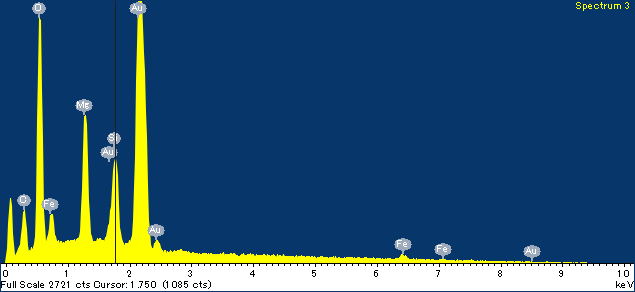 Spectrum 3
O
Au
Mg
Si
Au
C
Fe
Au
Fe
Fe
Au
0 1 2 3 4 5 6 7 8 9 10
Full Scale 2721 cts Cursor: 1.750 (1085 cts)
keV